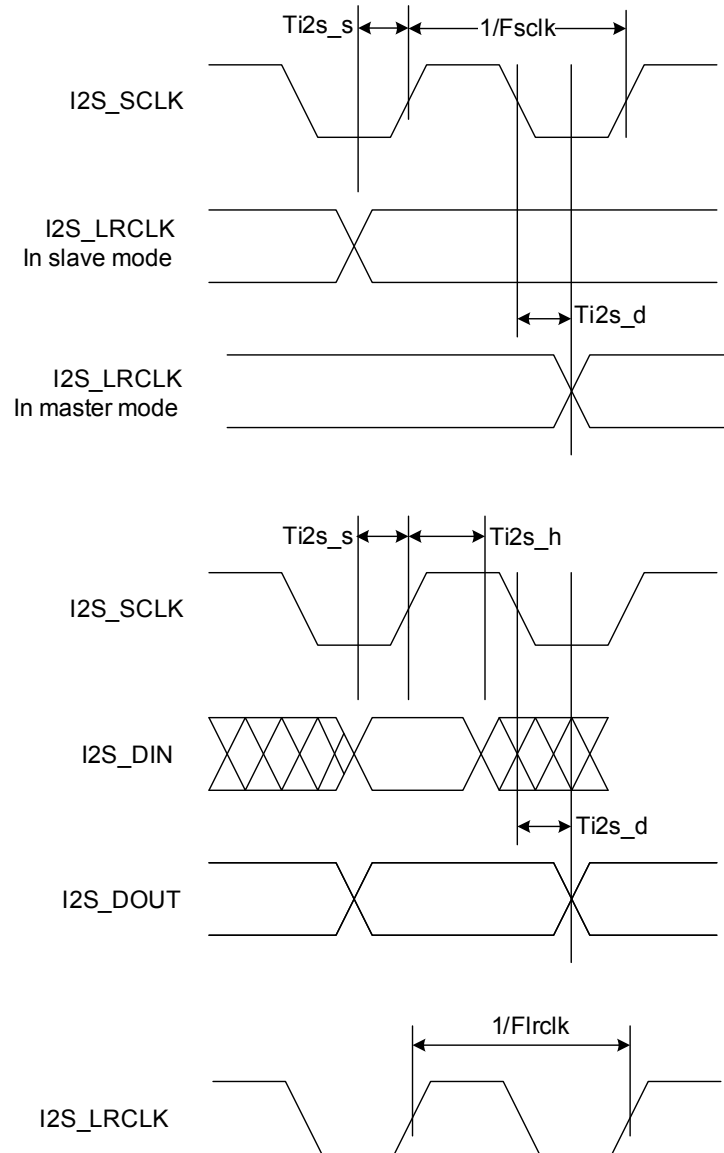 Ti2s_s
1/Fsclk
I2S_SCLK
I2S_LRCLK
In slave mode
Ti2s_d
I2S_LRCLK
In master mode
Ti2s_s
Ti2s_h
I2S_SCLK
I2S_DIN
Ti2s_d
I2S_DOUT
1/Flrclk
I2S_LRCLK